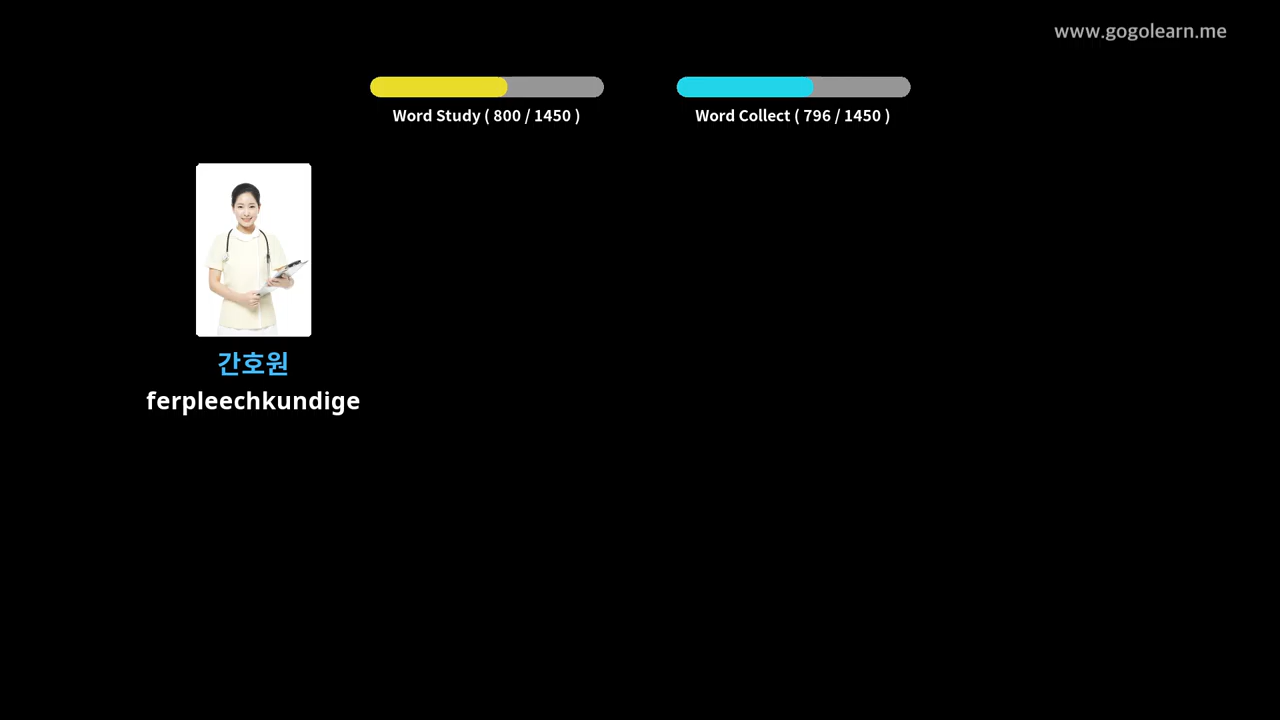 www.gogolearn.me
Word Study ( 800 / 1450 )
Word Collect ( 796 / 1450 )
간호원
ferpleechkundige